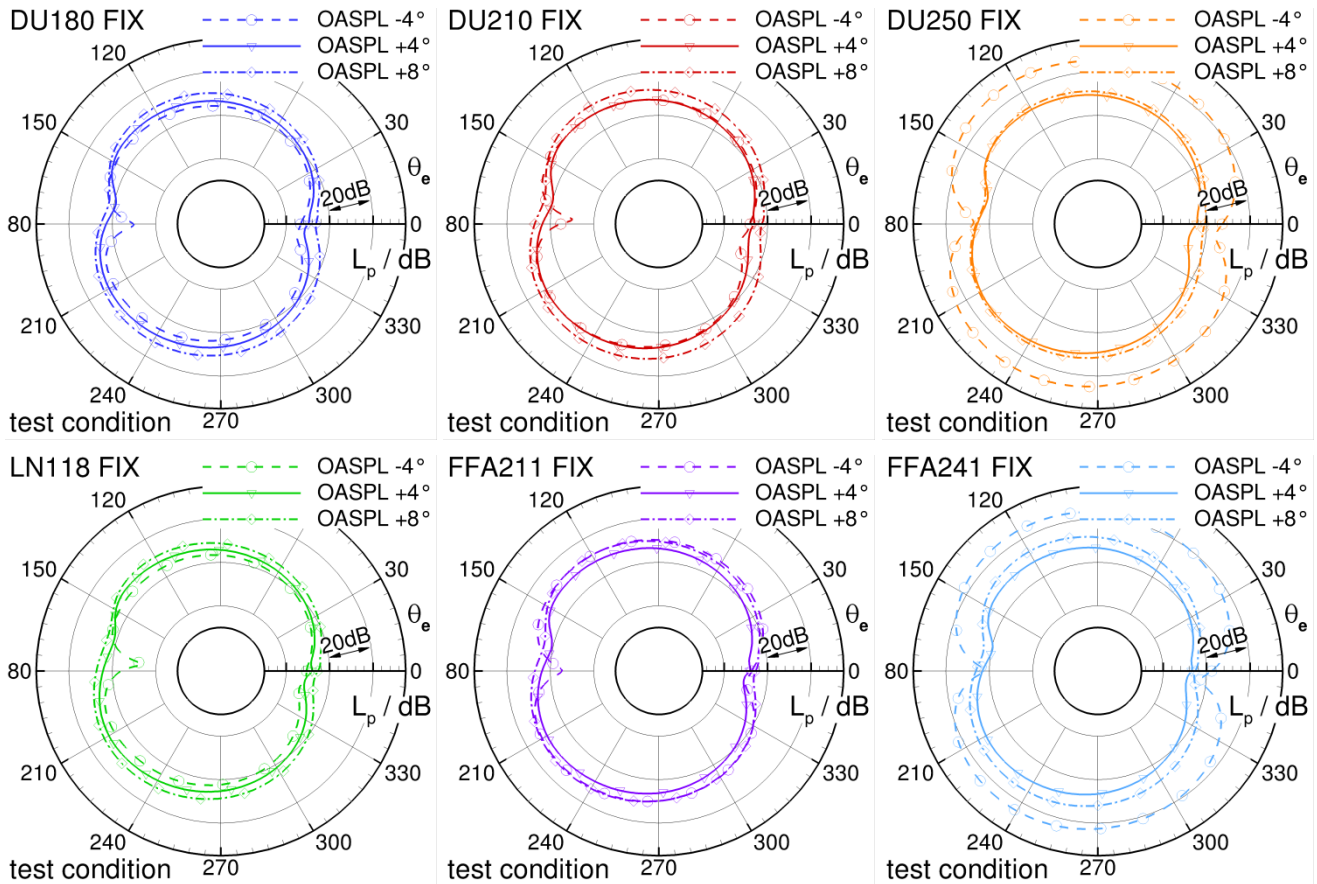 DU180 FIX
OASPL -4°
OASPL +4°
OASPL +8°
120
150
30
θe
20dB
80
0
Lp / dB
210
330
240
300
270
test condition
DU210 FIX
OASPL -4°
OASPL +4°
OASPL +8°
120
150
30
θe
20dB
80
0
Lp / dB
210
330
240
300
270
test condition
DU250 FIX
OASPL -4°
OASPL +4°
OASPL +8°
120
150
30
θe
20dB
80
0
Lp / dB
210
330
240
300
270
test condition
LN118 FIX
OASPL -4°
OASPL +4°
OASPL +8°
120
150
30
θe
20dB
80
0
Lp / dB
210
330
240
300
270
test condition
FFA211 FIX
OASPL -4°
OASPL +4°
OASPL +8°
120
150
30
θe
20dB
80
0
Lp / dB
210
330
240
300
270
test condition
FFA241 FIX
OASPL -4°
OASPL +4°
OASPL +8°
120
150
30
θe
20dB
80
0
Lp / dB
210
330
240
300
270
test condition